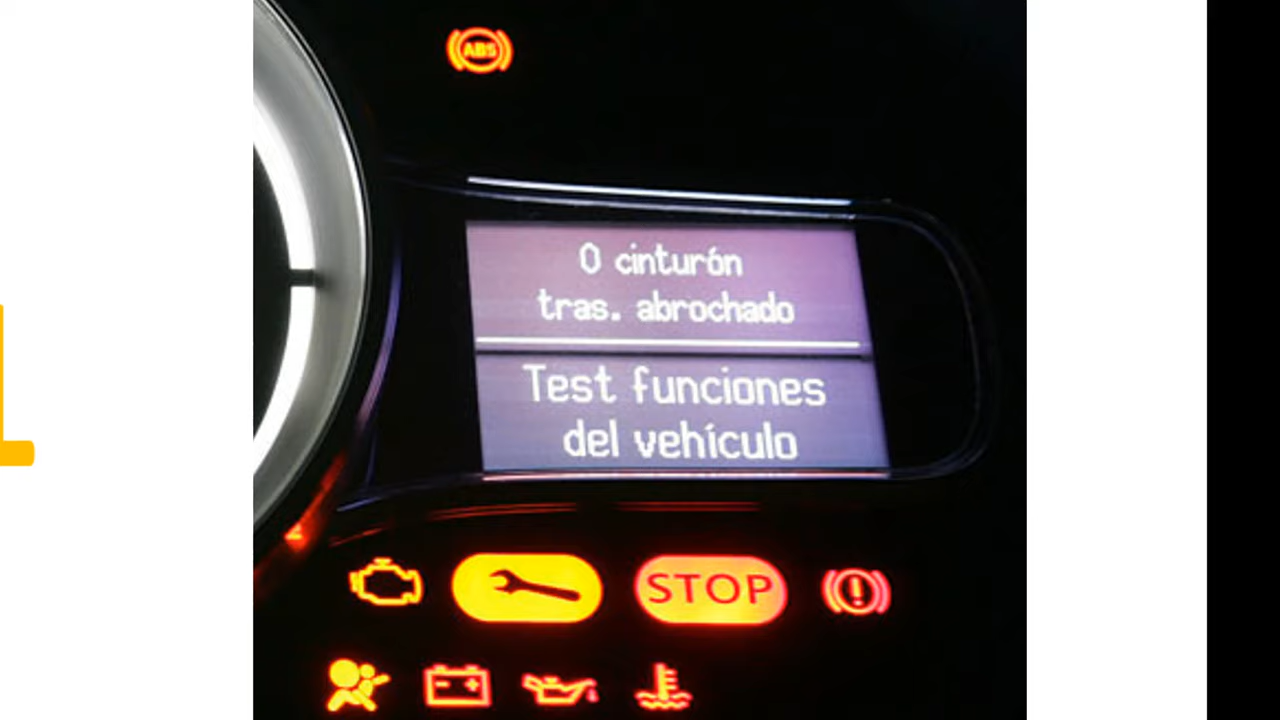 ABS
0 cinturón
tras. abrochado
Test funciones
del vehículo
STOP